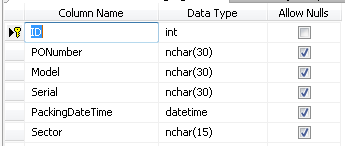 Column Name Data Type Allow Nulls
ID int
PONumber nchar(30)
Model nchar(30)
Serial nchar(30)
PackingDateTime datetime
Sector nchar(15)